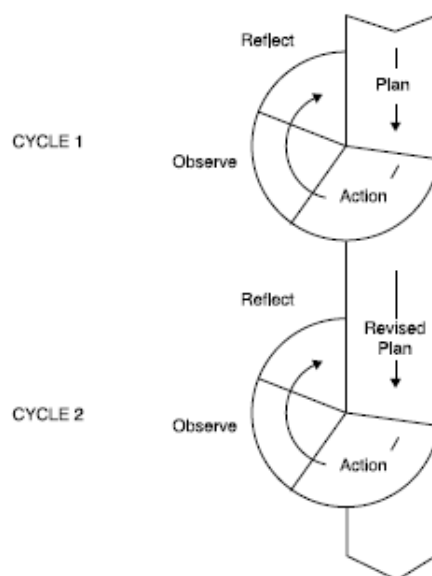 Reflect
Plan
CYCLE 1
Observe
Action
Reflect
Revised
Plan
CYCLE 2
Observe
Action